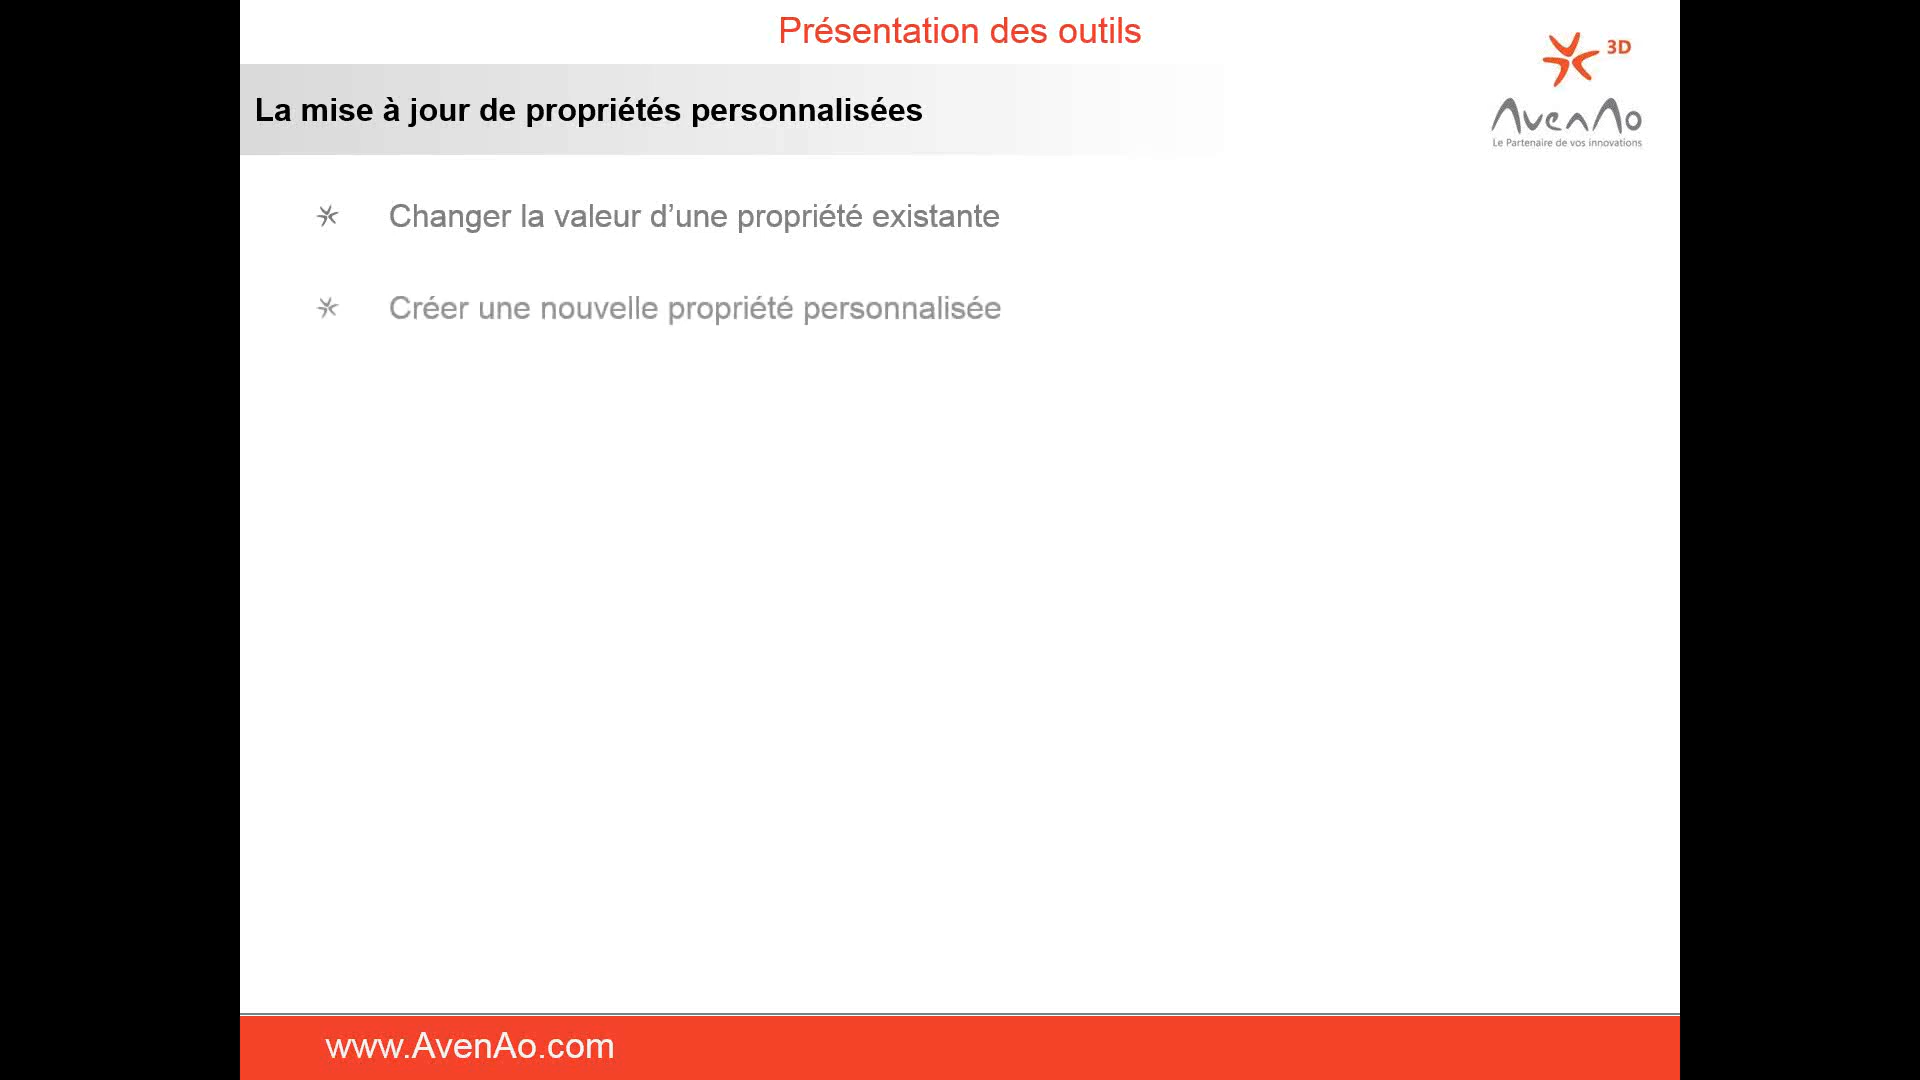 Présentation des outils
3D
La mise à jour de propriétés personnalisées
AvenAo
Le Partenaire de vos innovations
Changer la valeur d’une propriété existante
Créer une nouvelle propriété personnalisée
www.AvenAo.com